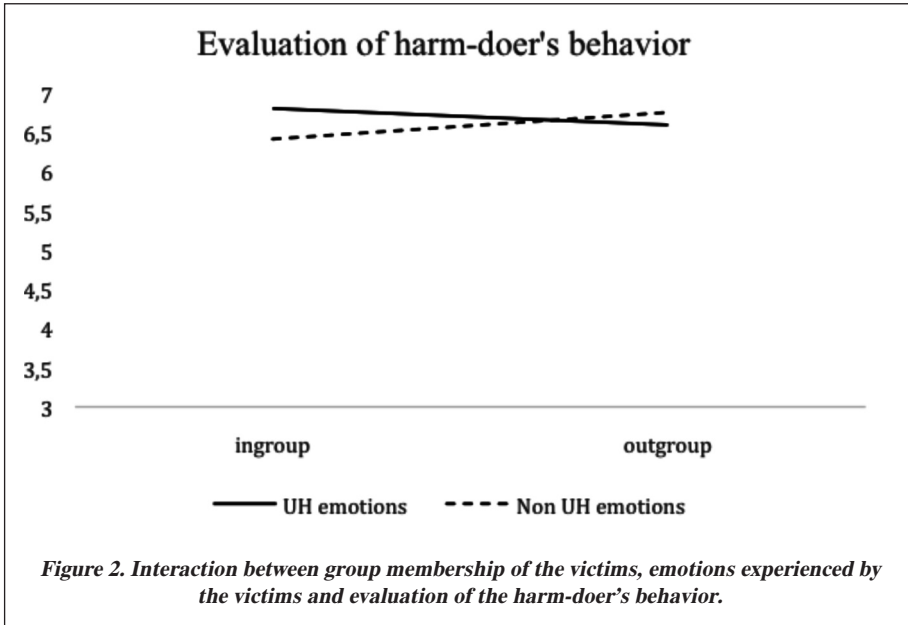 Evaluation of harm-doer's behavior
7
6,5
6
5,5
5
4,5
4
3,5
3
ingroup outgroup
UH emotions Non UH emotions
Figure 2. Interaction between group membership of the victims, emotions experienced by
the victims and evaluation of the harm-doer's behavior.